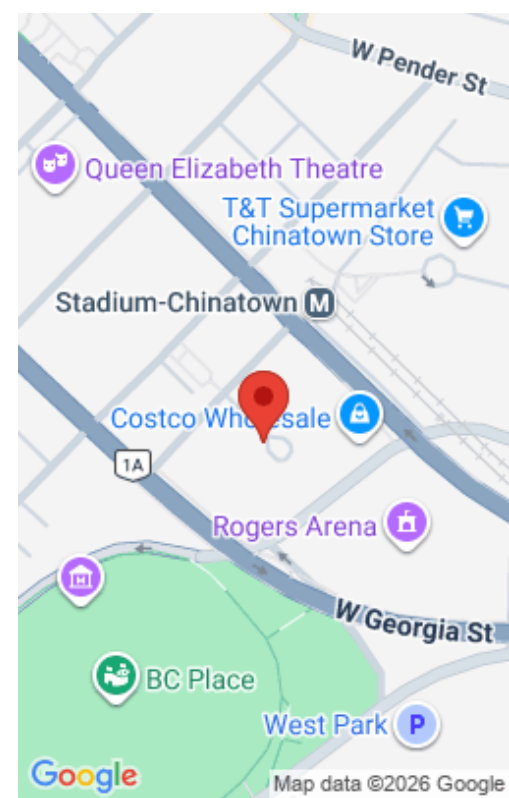 W Pender St
Queen Elizabeth Theatre
T&T Supermarket
Chinatown Store
Stadium-Chinatown M
Costco Wholesale
1A
Rogers Arena
W Georgia St
BC Place
West Park P
Google
Map data ©2026 Google